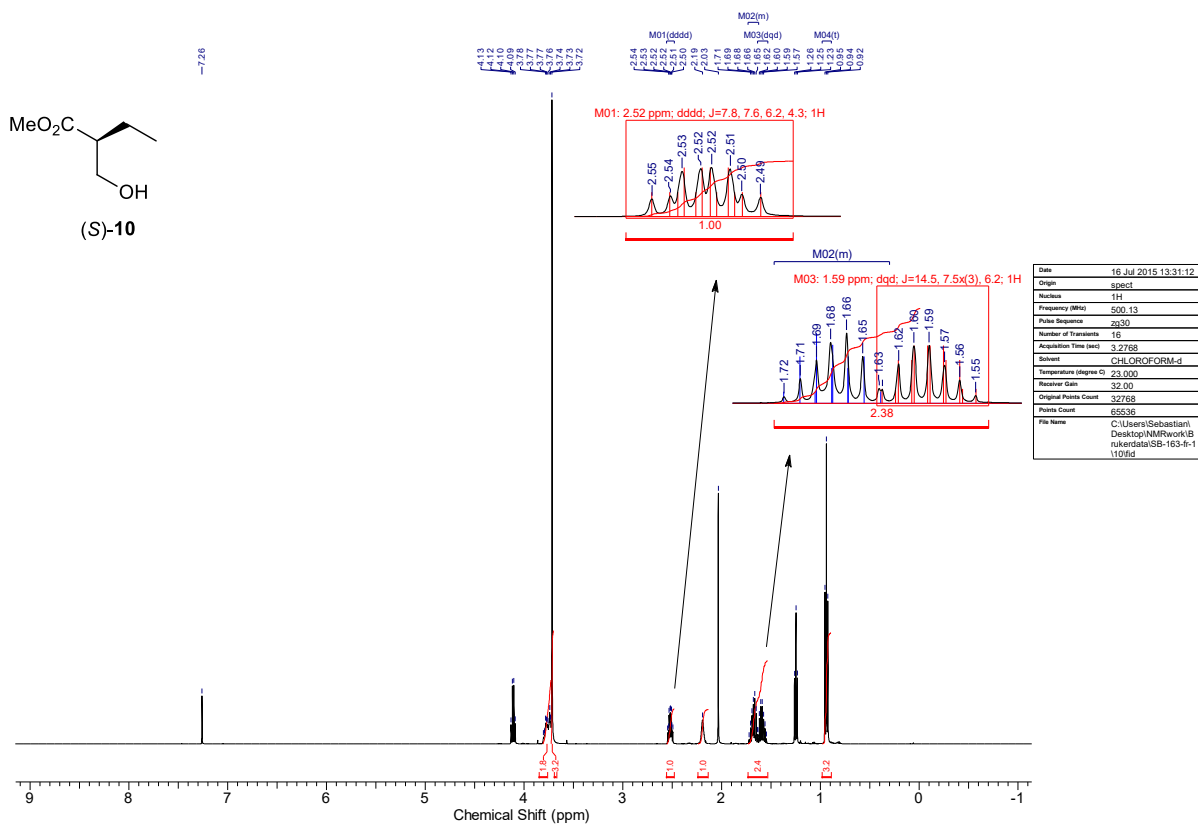 7.26
4.13
4.12
4.10
4.09
3.78
3.77
3.77
3.76
3.74
3.73
3.72
M01(dddd)
2.54
2.53
2.52
2.52
2.51
2.50
2.19
2.03
M02(m)
M03(dqd)
1.71
1.69
1.68
1.66
1.65
1.62
1.60
1.59
1.57
M04(t)
1.26
1.25
1.23
0.95
0.94
0.92
MeO2C
OH
(S)-10
M01: 2.52 ppm; dddd; J=7.8, 7.6, 6.2, 4.3; 1H
2.55
2.54
2.53
2.52
2.52
2.51
2.50
2.49
1.00
M02(m)
M03: 1.59 ppm; dqd; J=14.5, 7.5x(3), 6.2; 1H
1.72
1.71
1.69
1.68
1.66
1.65
1.63
1.62
1.60
1.59
1.57
1.56
1.55
2.38
Date 16 Jul 2015 13:31:12
Origin spect
Nucleus 1H
Frequency (MHz) 500.13
Pulse Sequence zg30
Number of Transients 16
Acquisition Time (sec) 3.2768
Solvent CHLOROFORM-d
Temperature (degree C) 23.000
Receiver Gain 32.00
Original Points Count 32768
Points Count 65536
File Name C:\Users\Sebastian\
Desktop\NMRwork\B
rukerdata\SB-163-fr-1
\10\fid
1.8
3.2
1.0
1.0
2.4
3.2
9 8 7 6 5 4 3 2 1 0 -1
Chemical Shift (ppm)